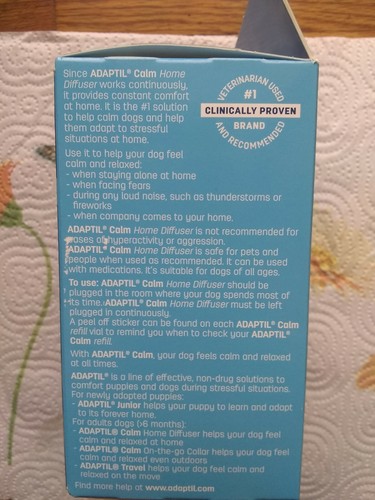 Since ADAPTIL® Calm Home
Diffuser works continuously,
it provides constant comfort
at home. it is the #1 solution
to help calm dogs and help
them adapt to stressful
situations at home.
VETERINARIAN USED
#1
CLINICALLY PROVEN
BRAND
AND RECOMMENDED
Use it to help your dog feel
calm and relaxed:
- when staying alone at home
- when facing fears
- during any loud noise, such as thunderstorms or
fireworks
- when company comes to your home.
ADAPTIL® Calm Home Diffuser is not recommended for
cases of hyperactivity or aggression.
ADAPTIL® Calm Home Diffuser is safe for pets and
people when used as recommended. It can be used
with medications. It's suitable for dogs of all ages.
To use: ADAPTIL® Calm Home Diffuser should be
plugged in the room where your dog spends most of
its time. ADAPTIL® Calm Home Diffuser must be left
plugged in continuously.
A peel off sticker can be found on each ADAPTIL® Calm
refill vial to remind you when to check your ADAPTIL®
Calm refill.
With ADAPTIL® Calm, your dog feels calm and relaxed
at all times.
ADAPTIL® is a line of effective, non-drug solutions to
comfort puppies and dogs during stressful situations.
For newly adopted puppies:
- ADAPTIL® Junior helps your puppy to learn and adapt
to its forever home.
For adults dogs (>6 months):
- ADAPTIL® Calm Home Diffuser helps your dog feel
calm and relaxed at home
- ADAPTIL® Calm On-the-go Collar helps your dog feel
calm and relaxed even outdoors
- ADAPTIL® Travel helps your dog feel calm and
relaxed on the move
Find more help at www.adaptil.com